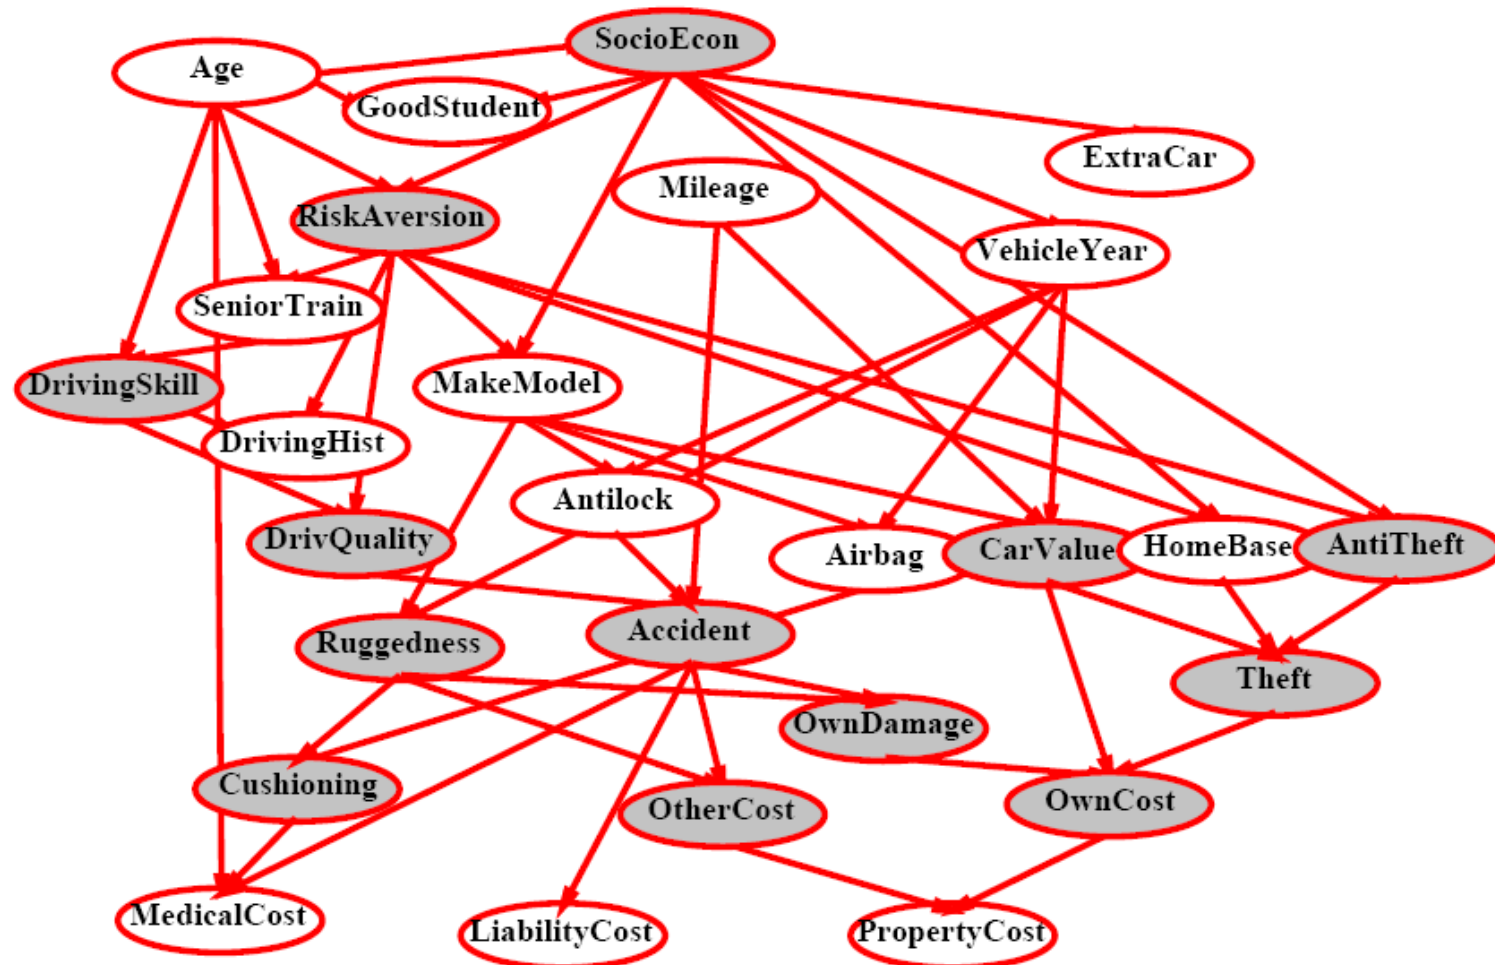 SocioEcon
Age
GoodStudent
ExtraCar
Mileage
RiskAversion
VehicleYear
SeniorTrain
DrivingSkill
MakeModel
DrivingHist
Antilock
DrivQuality
Airbag
CarValue
HomeBase
AntiTheft
Ruggedness
Accident
Theft
OwnDamage
Cushioning
OtherCost
OwnCost
MedicalCost
LiabilityCost
PropertyCost